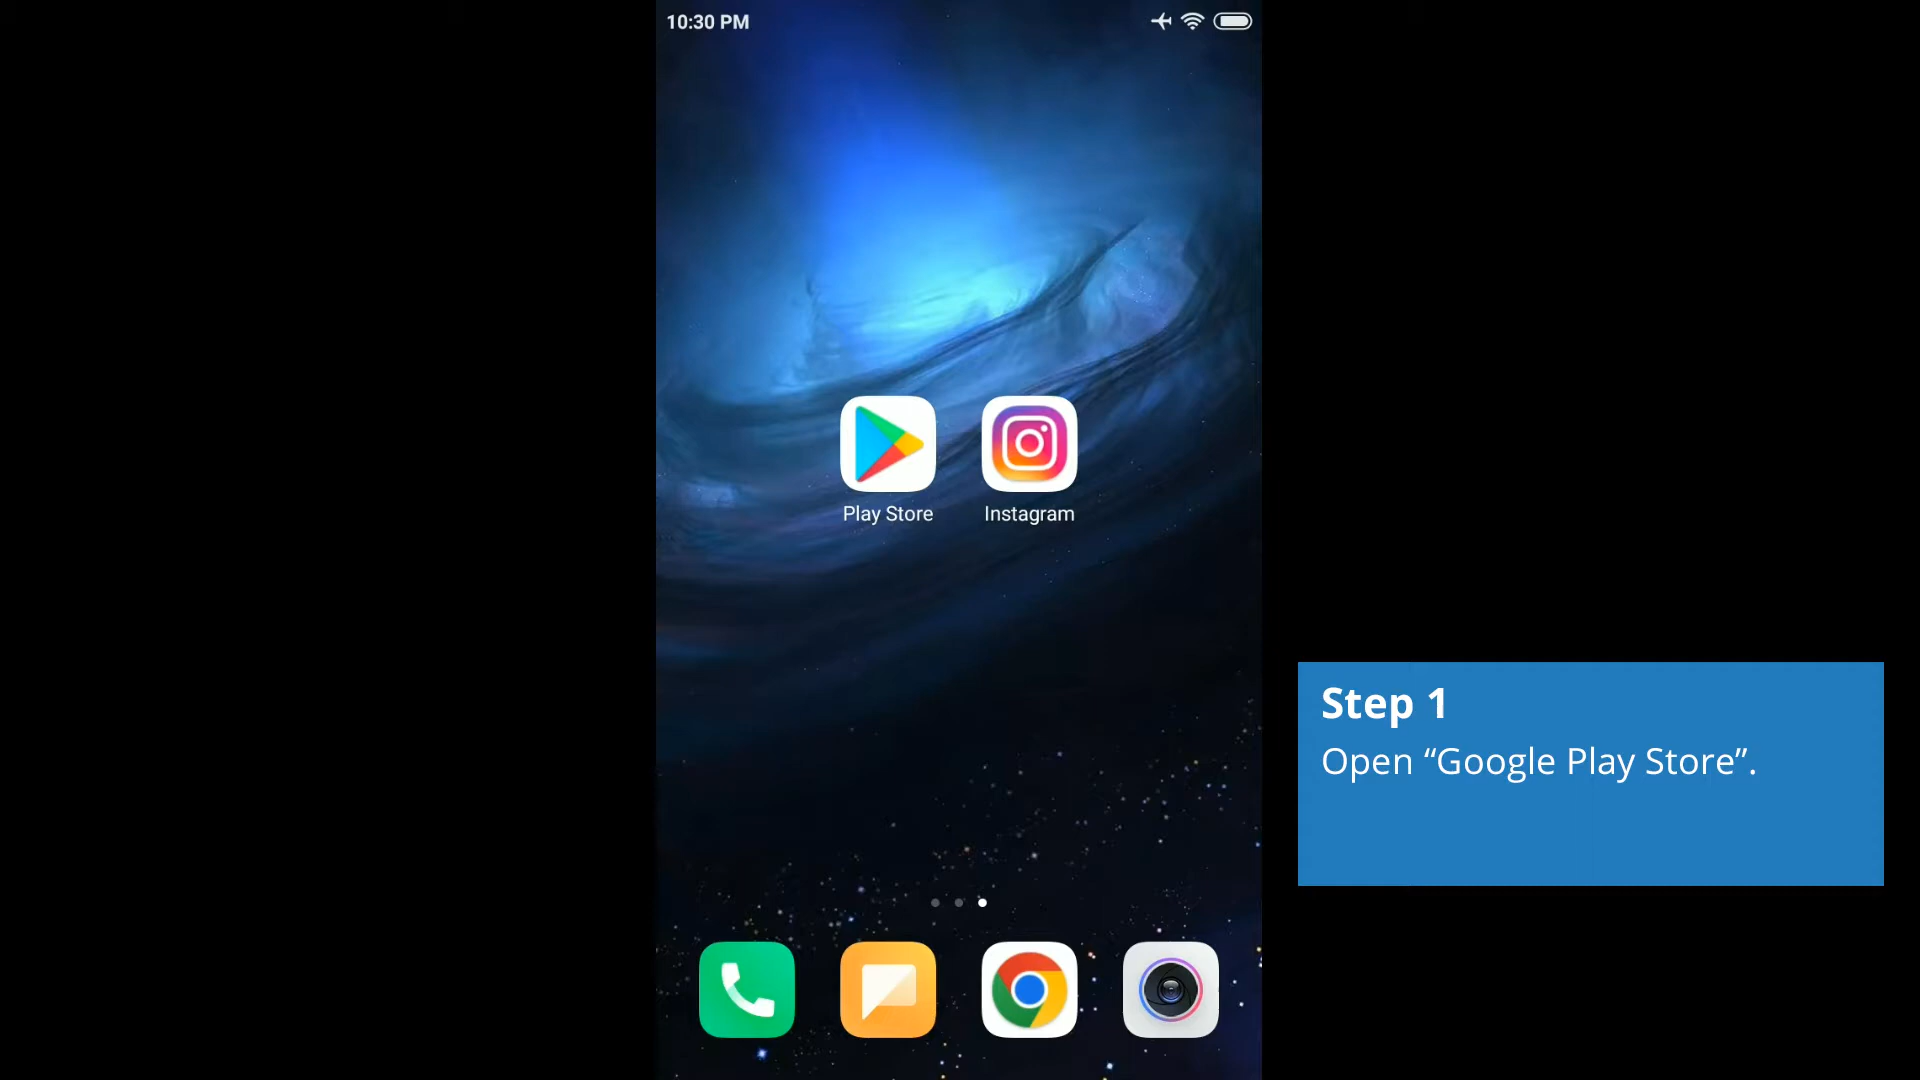 10:30 PM
Play Store
Instagram
Step 1
Open “Google Play Store”.